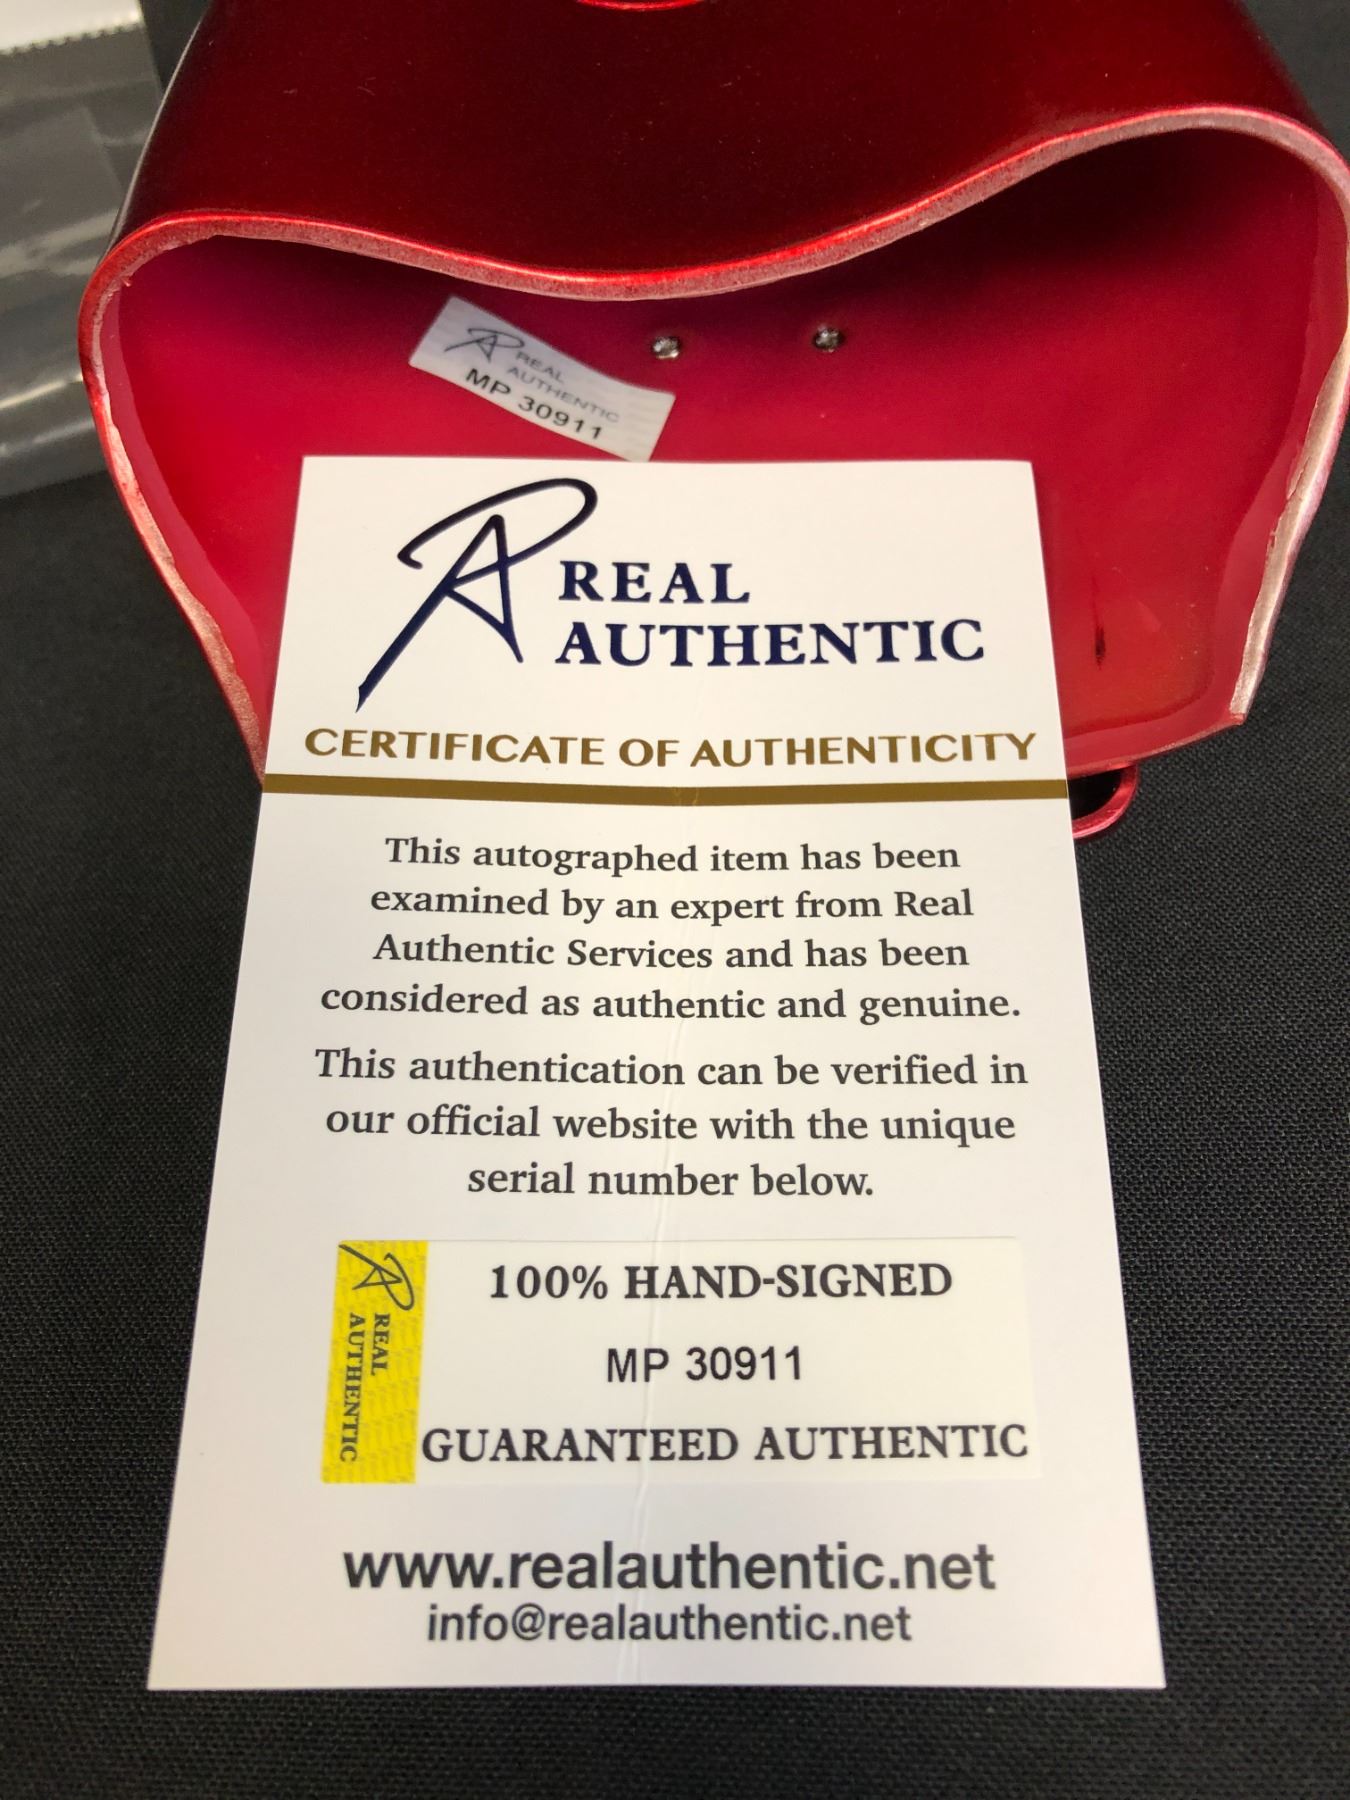 REAL
AUTHENTIC
MP 30911
REAL
AUTHENTIC
CERTIFICATE OF AUTHENTICITY
This autographed item has been
examined by an expert from Real
Authentic Services and has been
considered as authentic and genuine.
This authentication can be verified in
our official website with the unique
serial number below.
REAL
AUTHENTIC
100% HAND-SIGNED
MP 30911
GUARANTEED AUTHENTIC
www.realauthentic.net
info@realauthentic.net